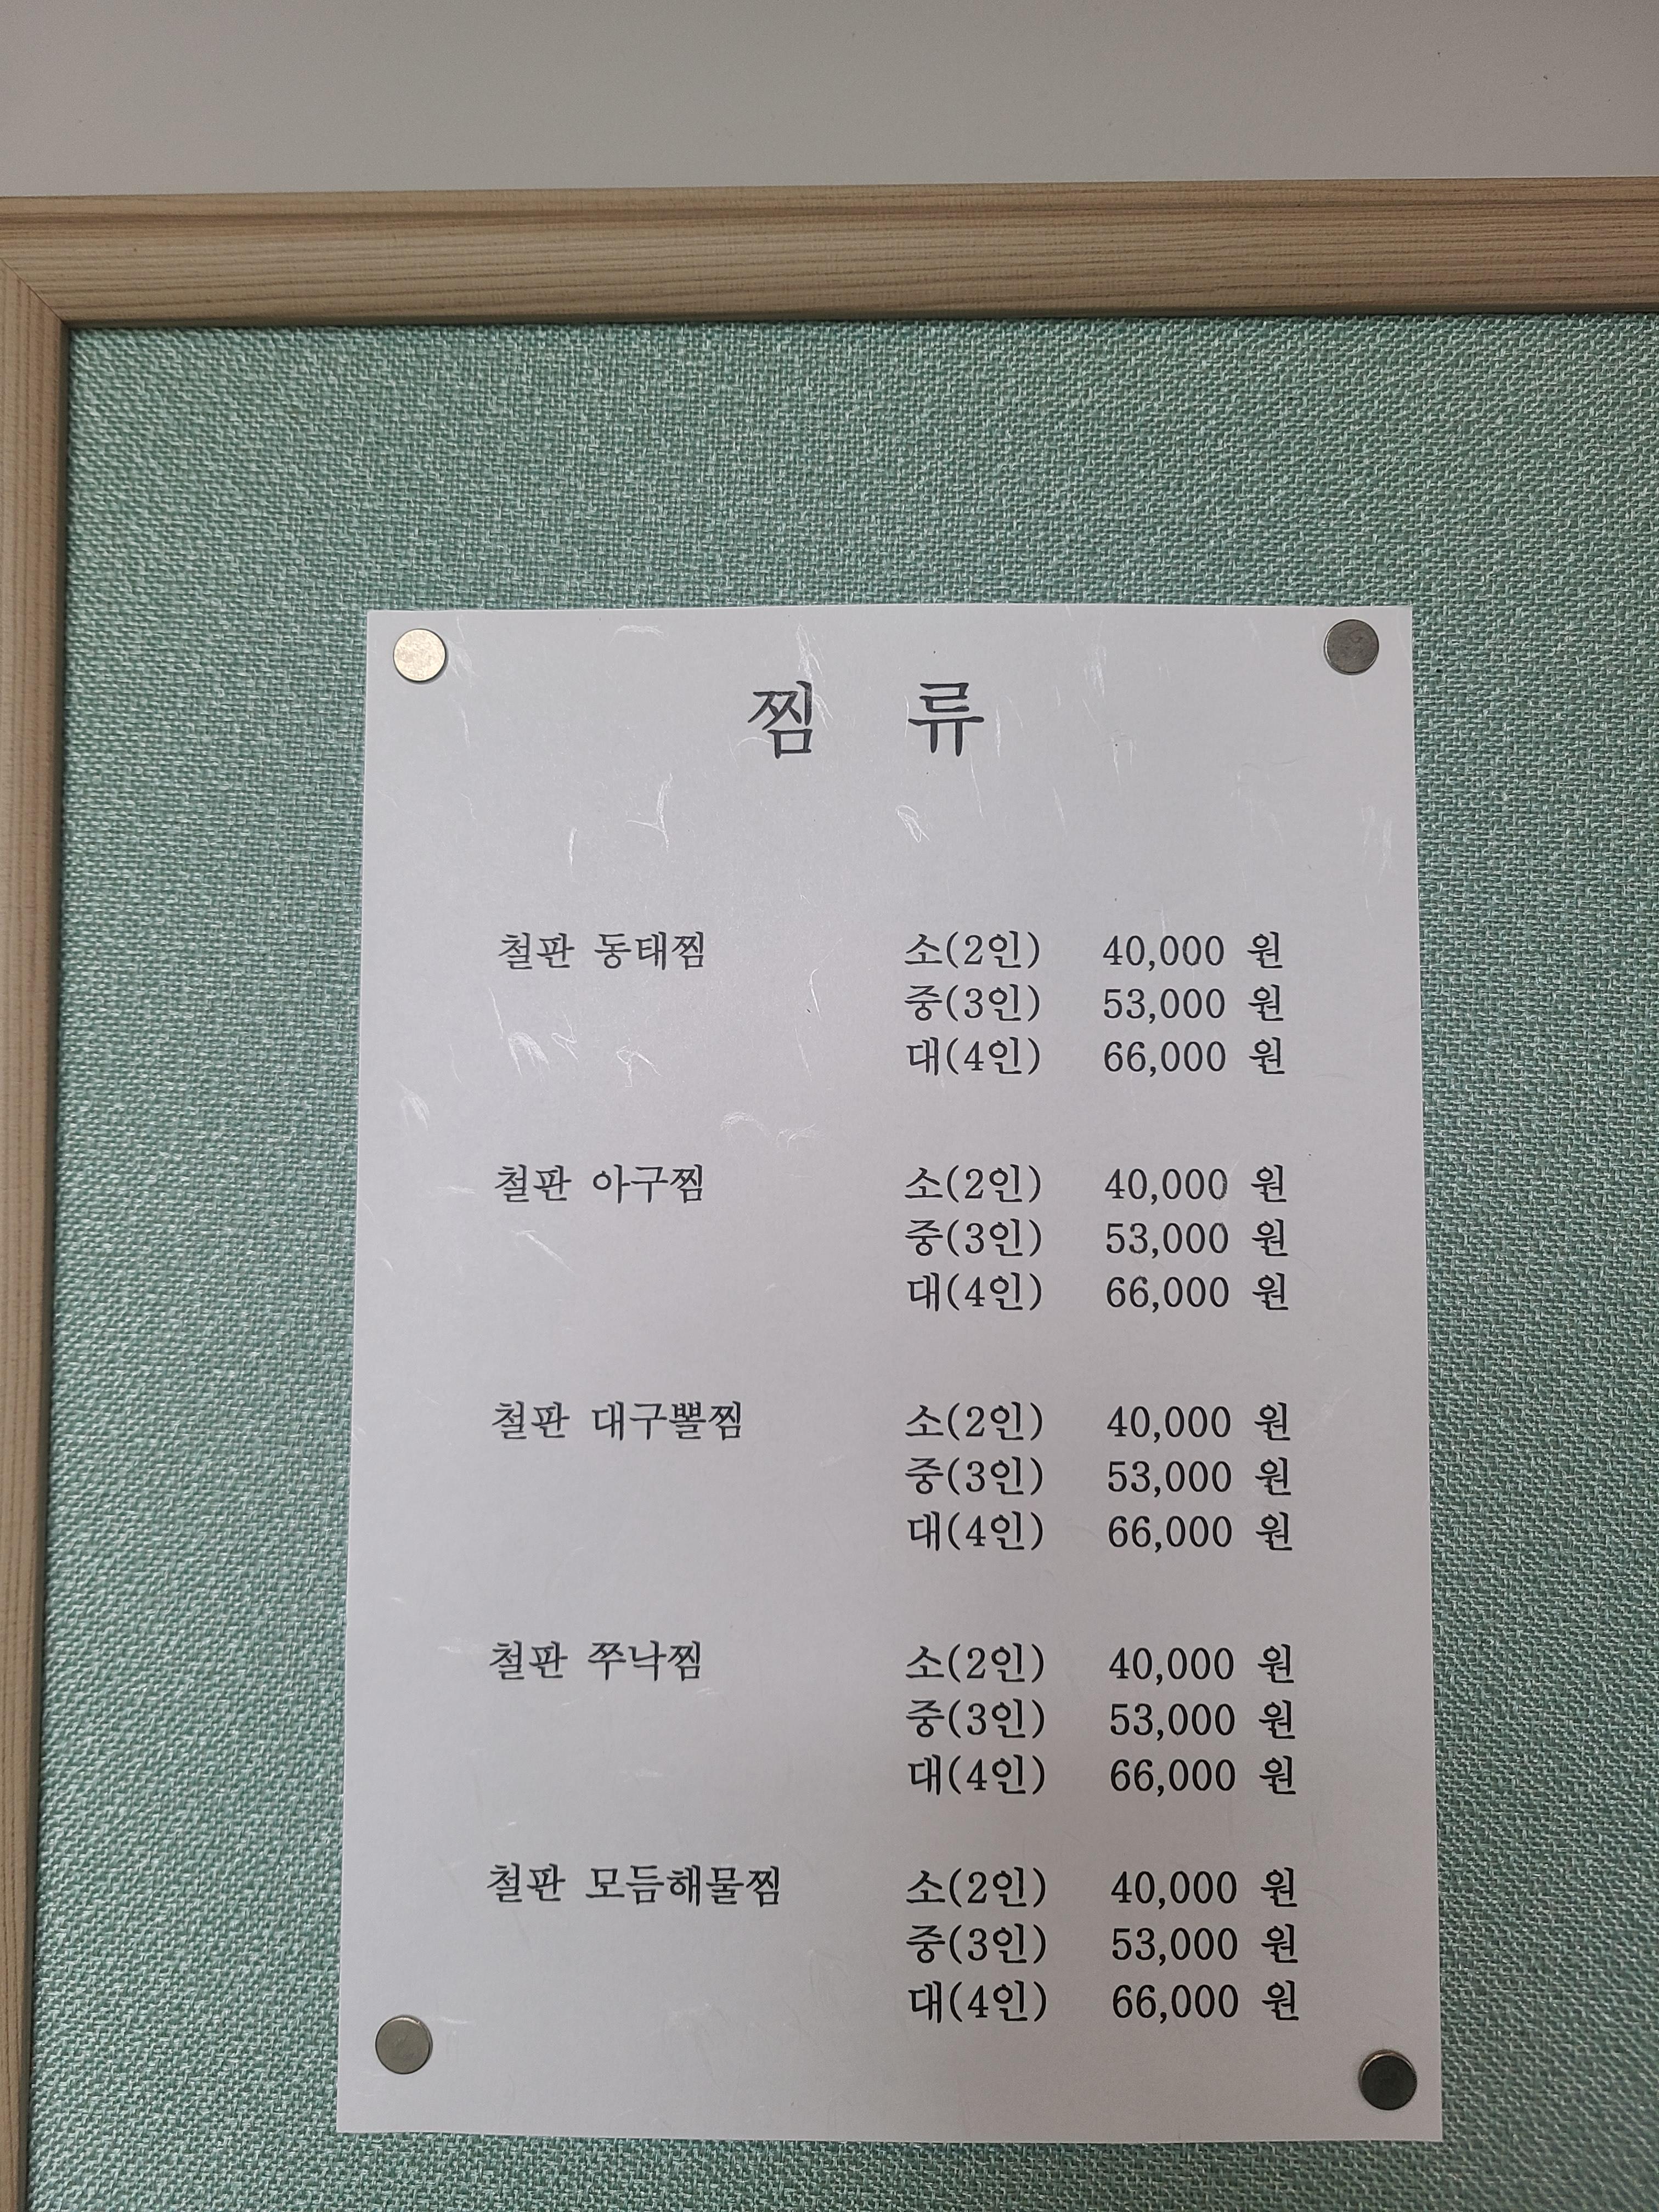 찜 류
철판 동태찜 소(2인) 40,000 원
중(3인) 53,000 원
대(4인) 66,000 원
철판 아구찜 소(2인) 40,000 원
중(3인) 53,000 원
대(4인) 66,000 원
철판 대구뽈찜 소(2인) 40,000 원
중(3인) 53,000 원
대(4인) 66,000 원
철판 쭈낙찜 소(2인) 40,000 원
중(3인) 53,000 원
대(4인) 66,000 원
철판 모듬해물찜 소(2인) 40,000 원
중(3인) 53,000 원
대(4인) 66,000 원